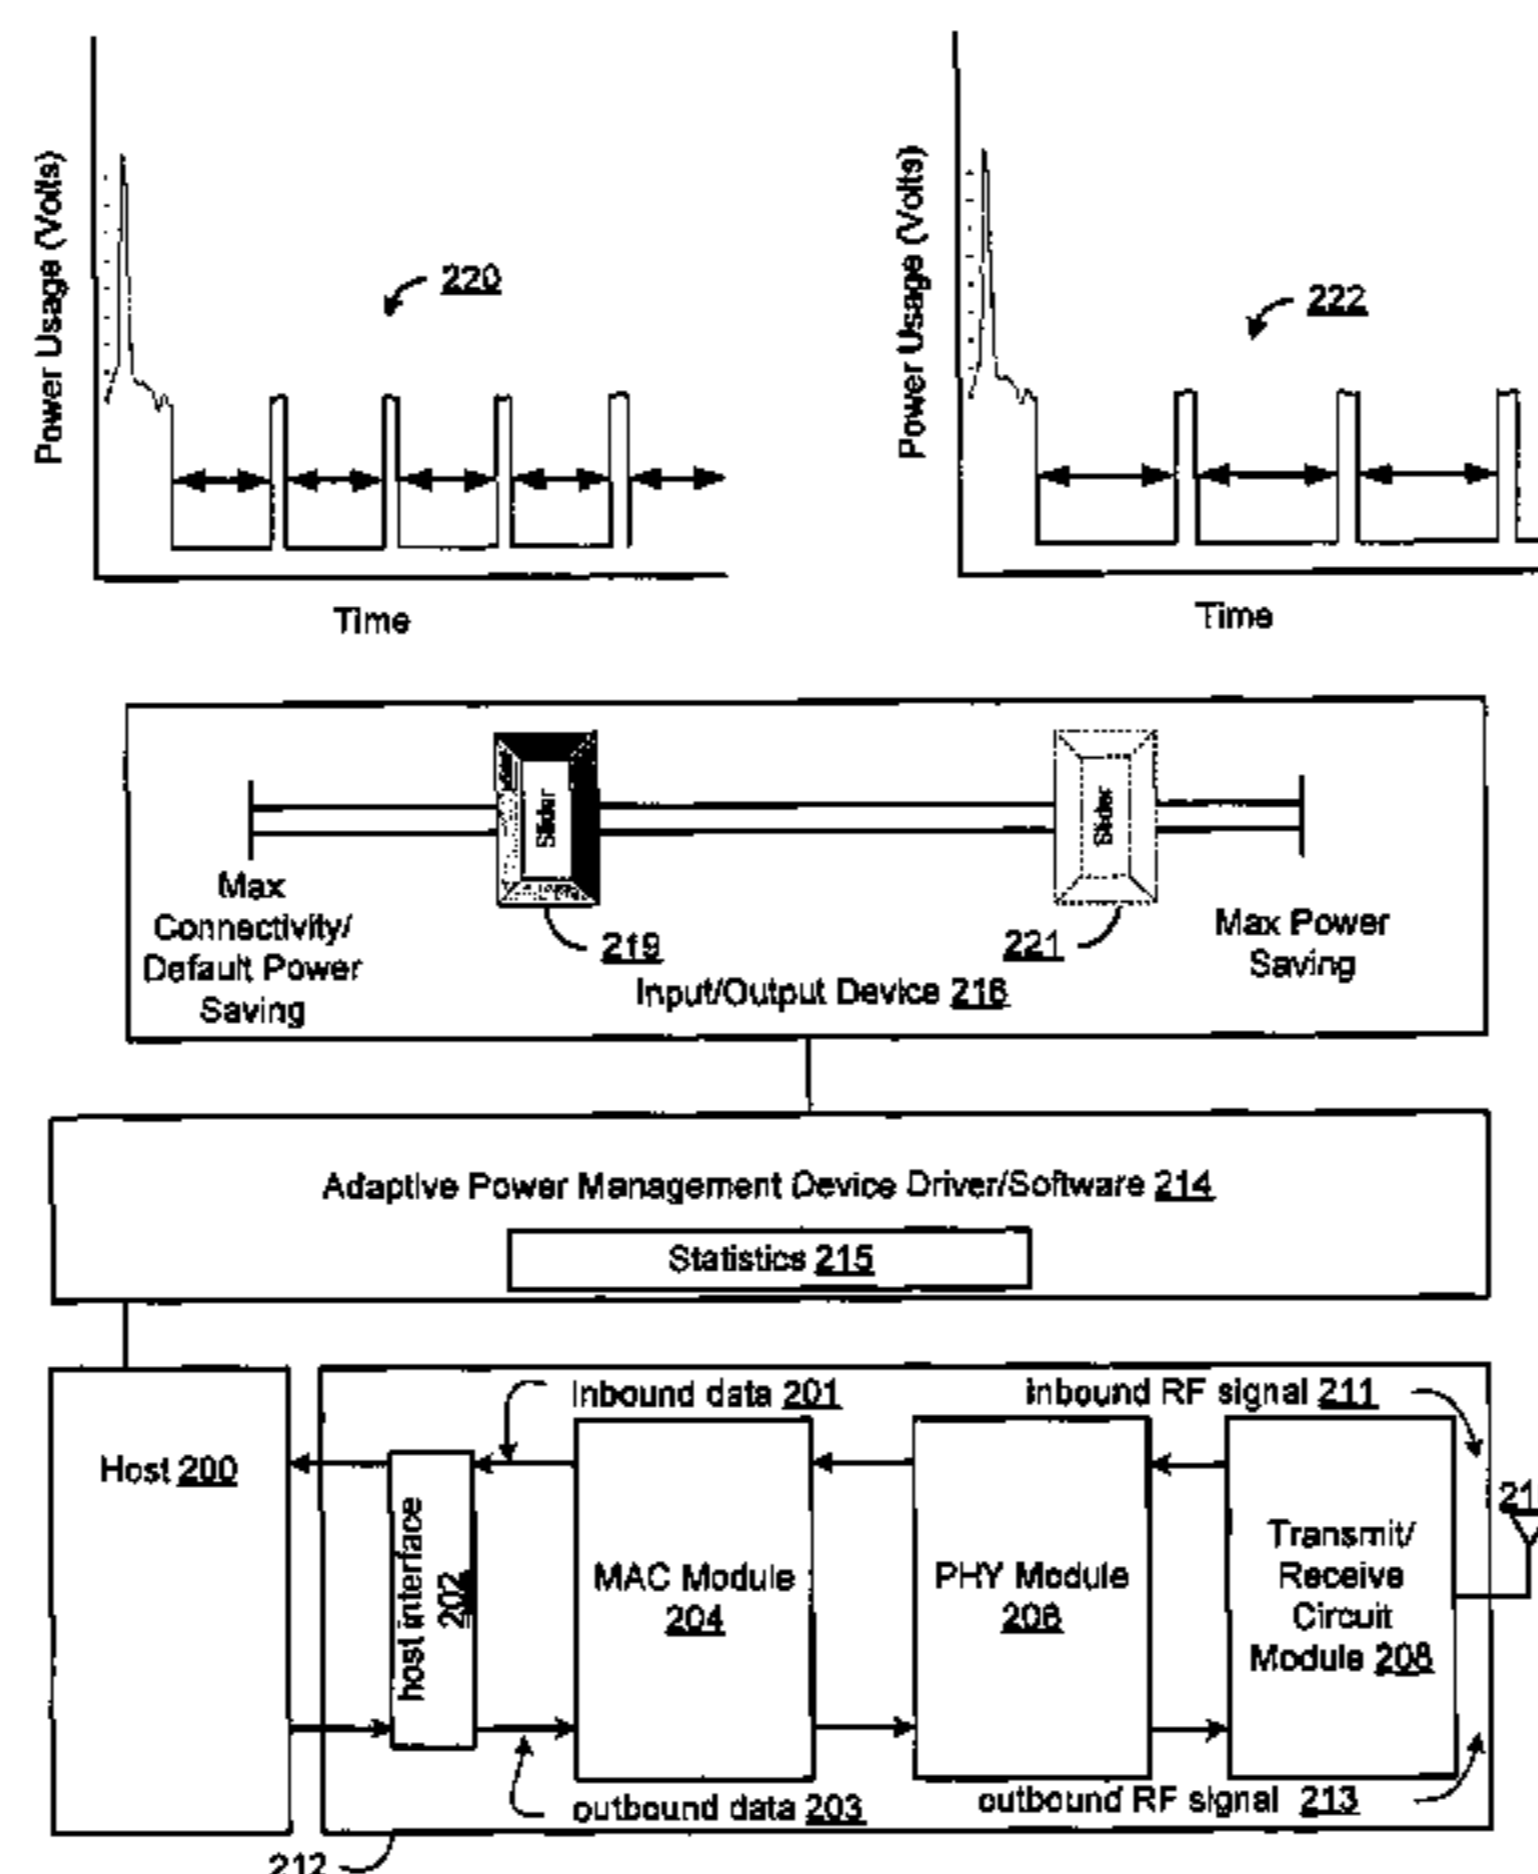 Power Usage (Volts)
220
Time
Power Usage (Volts)
222
Time
Slider
Slider
Max
Connectivity/
Default Power
Saving
219
221
Max Power
Saving
Input/Output Device 216
Adaptive Power Management Device Driver/Software 214
Statistics 215
Inbound data 201
inbound RF signal 211
Host 200
host interface
202
MAC Module
204
PHY Module
206
Transmit/
Receive
Circuit
Module 208
outbound data 203
outbound RF signal 213
212